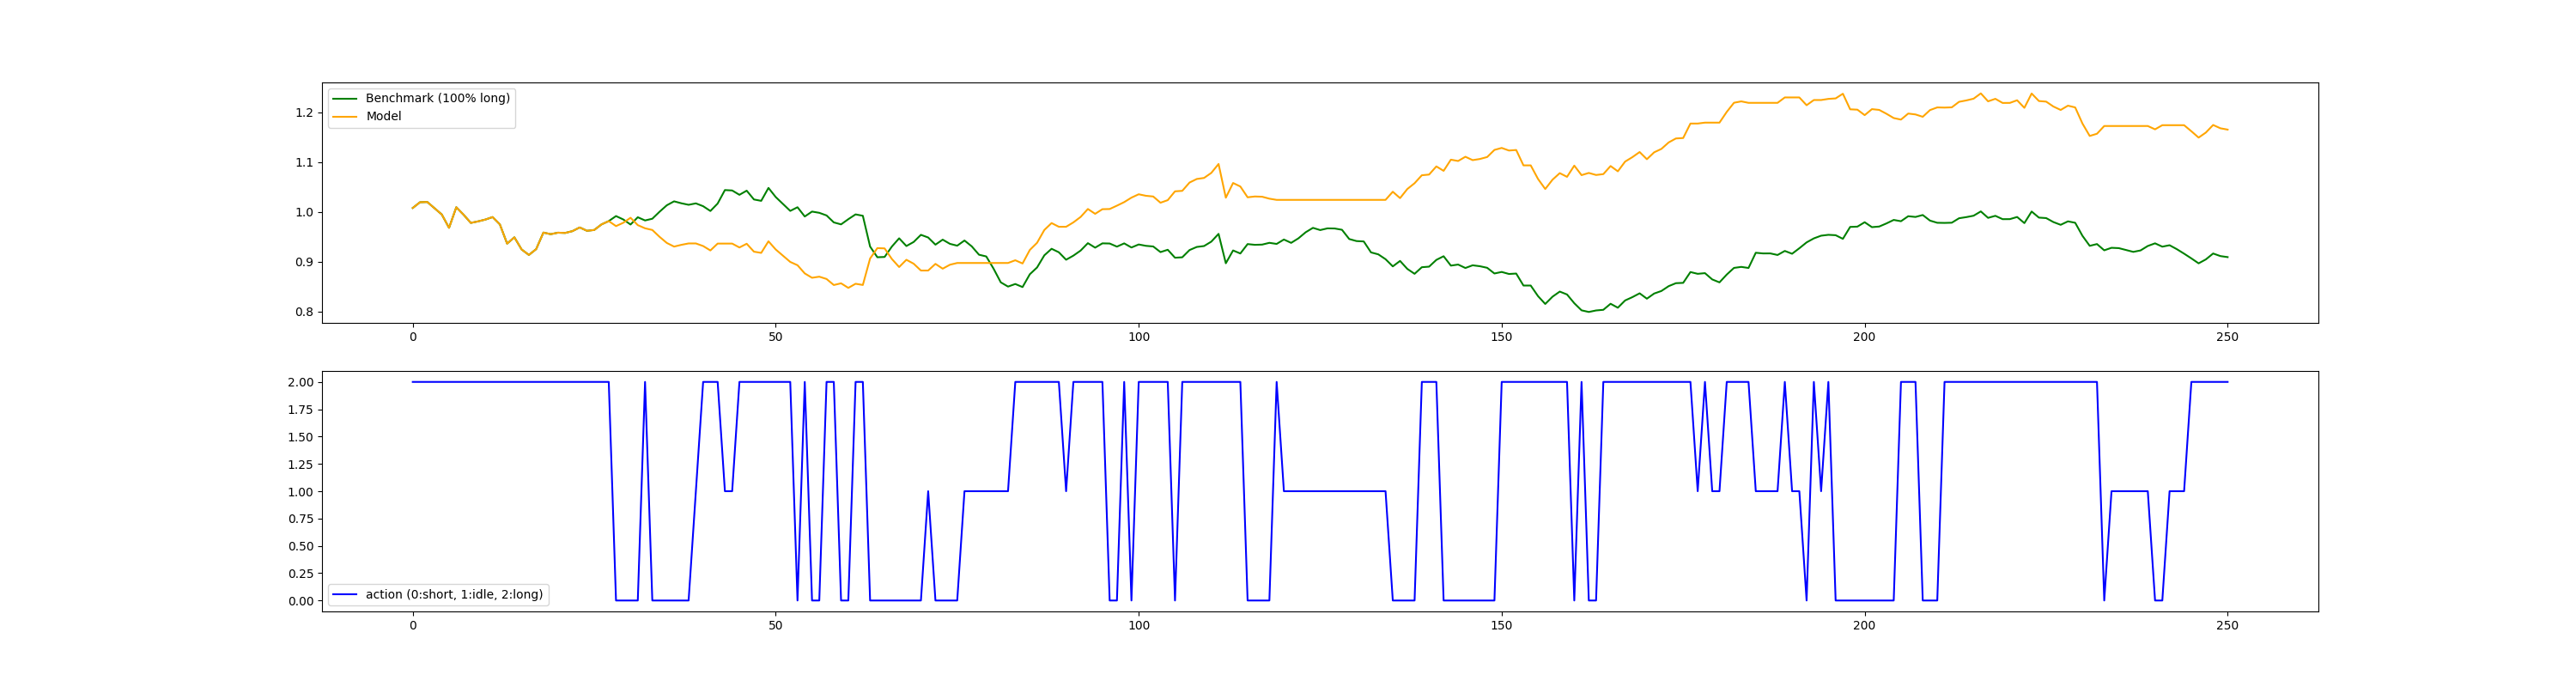 Benchmark (100% long)
Model
1.2
1.1
1.0
0.9
0.8
0 50 100 150 200 250
2.00
1.75
1.50
1.25
1.00
0.75
0.50
0.25
0.00
action (0:short, 1:idle, 2:long)
0 50 100 150 200 250